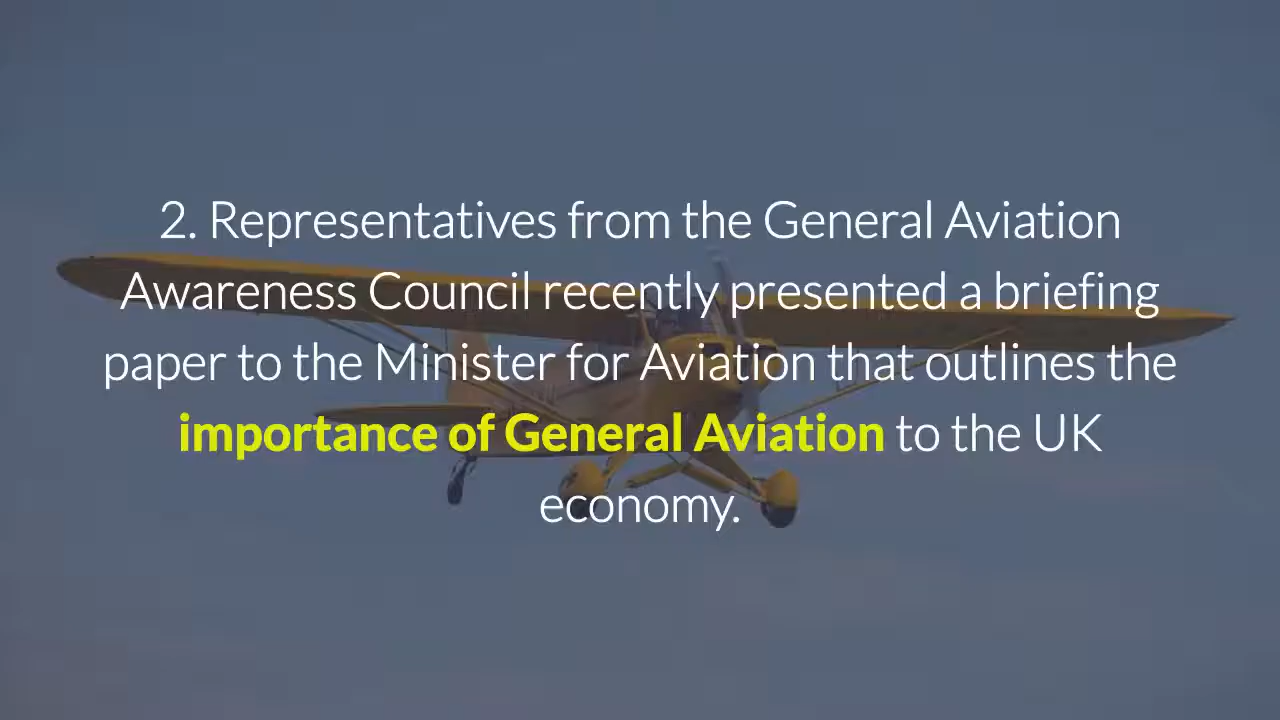 2. Representatives from the General Aviation
Awareness Council recently presented a briefing
paper to the Minister for Aviation that outlines the
importance of General Aviation to the UK
economy.